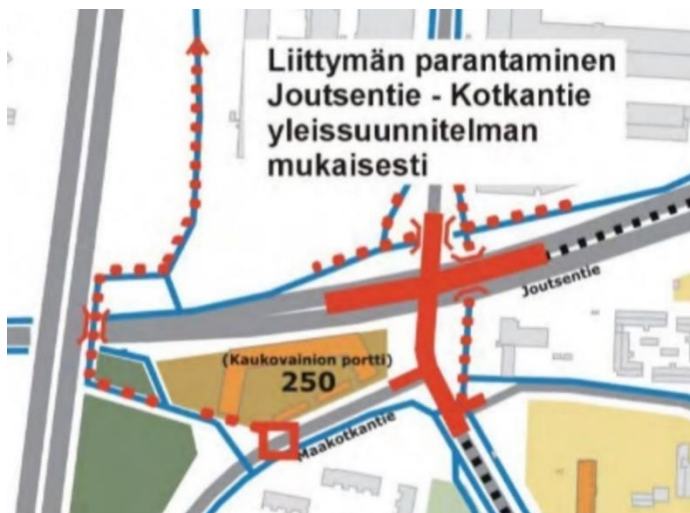 Liittymän parantaminen
Joutsentie - Kotkantie
yleissuunnitelman
mukaisesti
Joutsentie
(Kaukovainion portti)
250
Maakotkantie